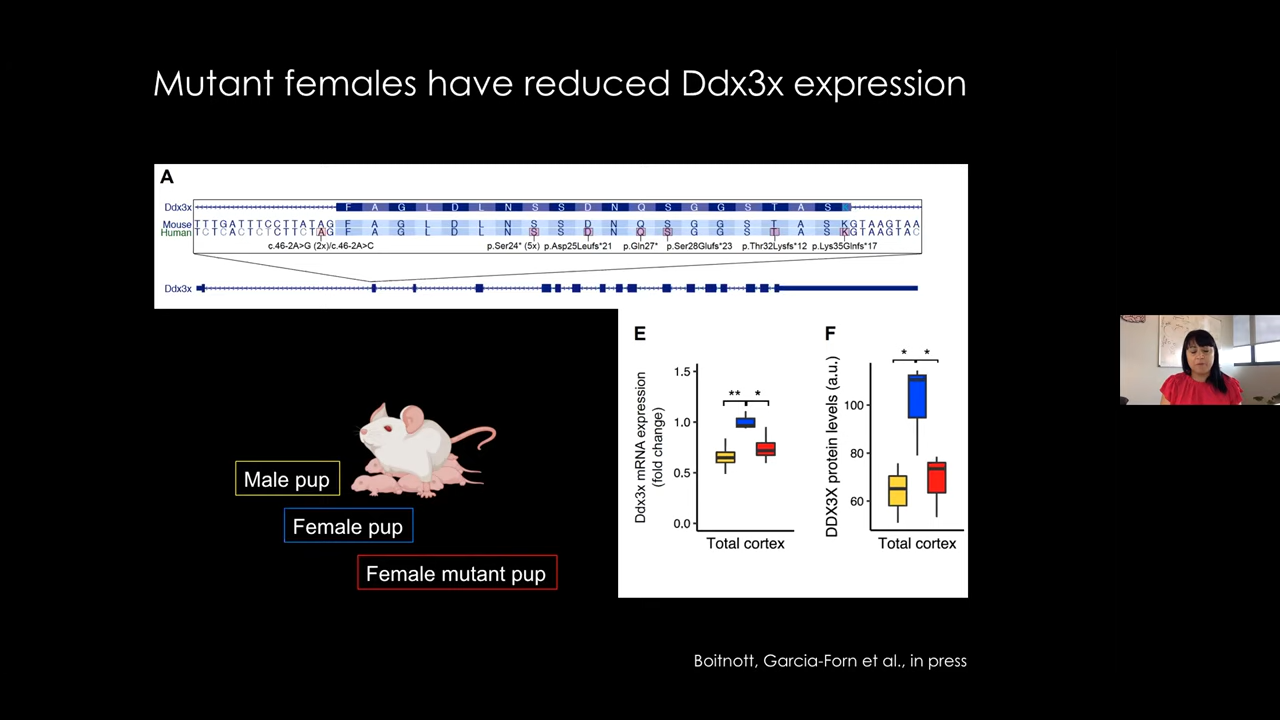 Mutant females have reduced Ddx3x expression
A
Ddx3x F A G L D L N S S D N Q S G G S T A S
Mouse TTTGATTTCCTTATAG F A G L D L N S S D N Q S G G S T A S KGTAAGTAA
Human TCTCACTCTCTTCTAG F A G L D L N S S D N Q S G G S T A S KGTAAGTAC
c.46-2A>G (2x)/c.46-2A>C p.Ser24* (5x) p.Asp25Leufs*21 p.Gln27* p.Ser28Glufs*23 p.Thr32Lysfs*12 p.Lys35Glnfs*17
Ddx3x
E
Ddx3x mRNA expression
(fold change)
1.5
1.0
0.5
0.0
** *
Total cortex
F
DDX3X protein levels (a.u.)
100
80
60
* *
Total cortex
Male pup
Female pup
Female mutant pup
Boitnott, Garcia-Forn et al., in press